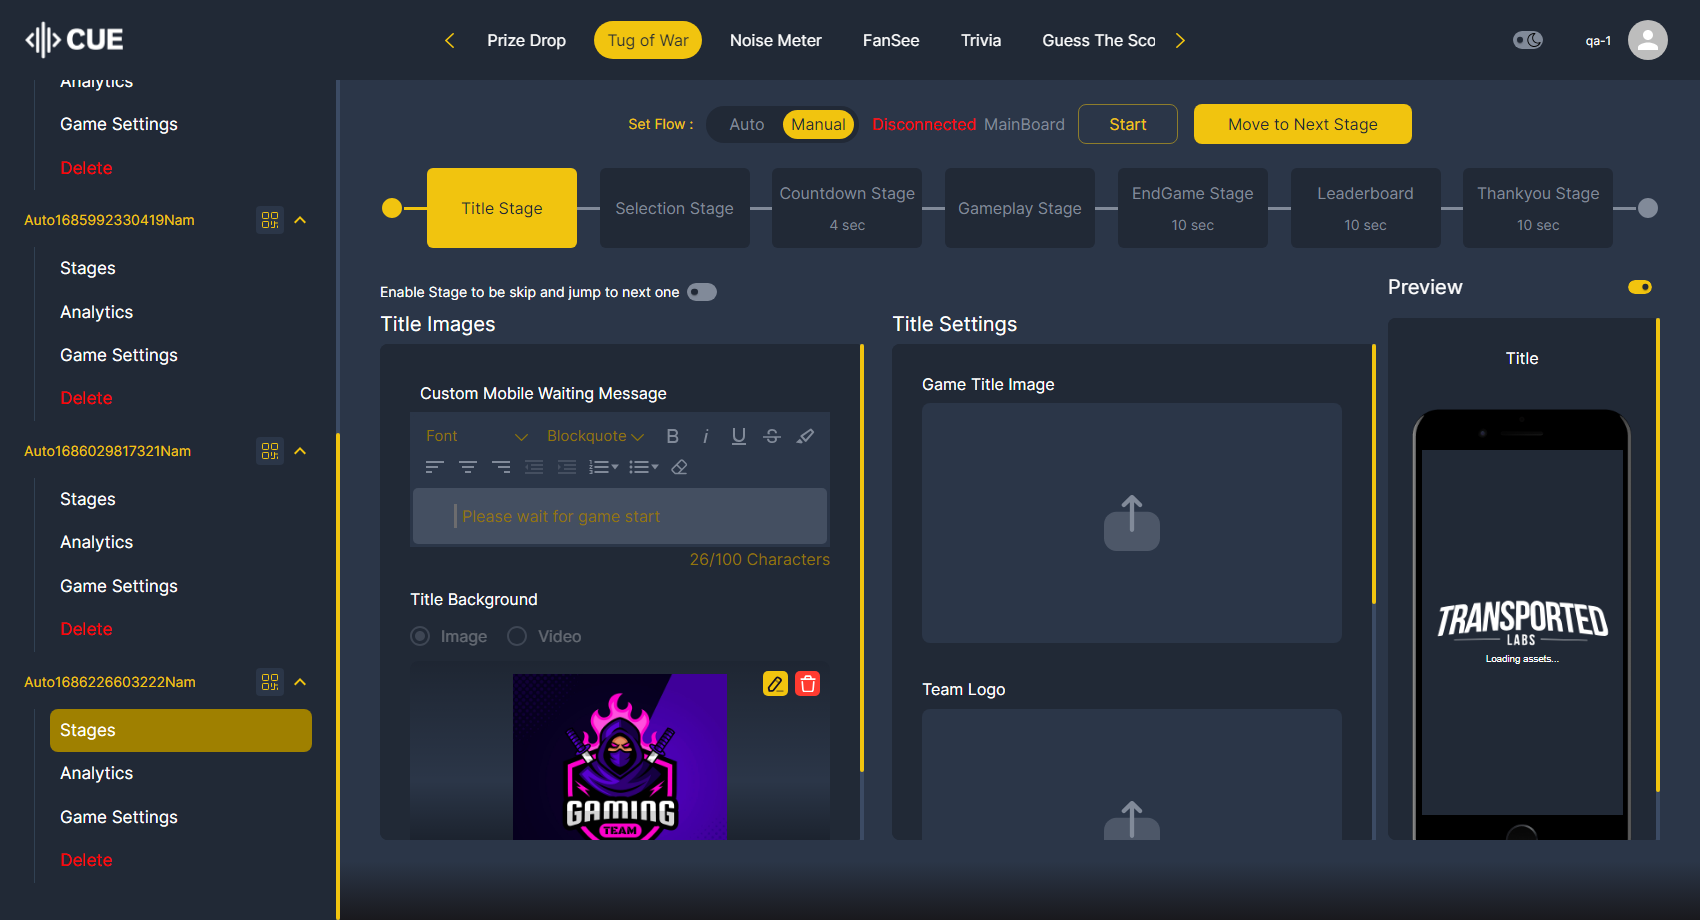 CUE
Prize Drop
Tug of War
Noise Meter
FanSee
Trivia
Guess The Sco
qa-1
Analytics
Game Settings
Delete
Auto1685992330419Nam
Stages
Analytics
Game Settings
Delete
Auto1686029817321Nam
Stages
Analytics
Game Settings
Delete
Auto1686226603222Nam
Stages
Analytics
Game Settings
Delete
Set Flow :
Auto
Manual
Disconnected MainBoard
Start
Move to Next Stage
Title Stage
Selection Stage
Countdown Stage
4 sec
Gameplay Stage
EndGame Stage
10 sec
Leaderboard
10 sec
Thankyou Stage
10 sec
Enable Stage to be skip and jump to next one
Title Images
Custom Mobile Waiting Message
Font
Blockquote
B i U S
Please wait for game start
26/100 Characters
Title Background
Image
Video
GAMING
TEAM
Title Settings
Game Title Image
Team Logo
Preview
Title
TRANSPORTED
LABS
Loading assets...